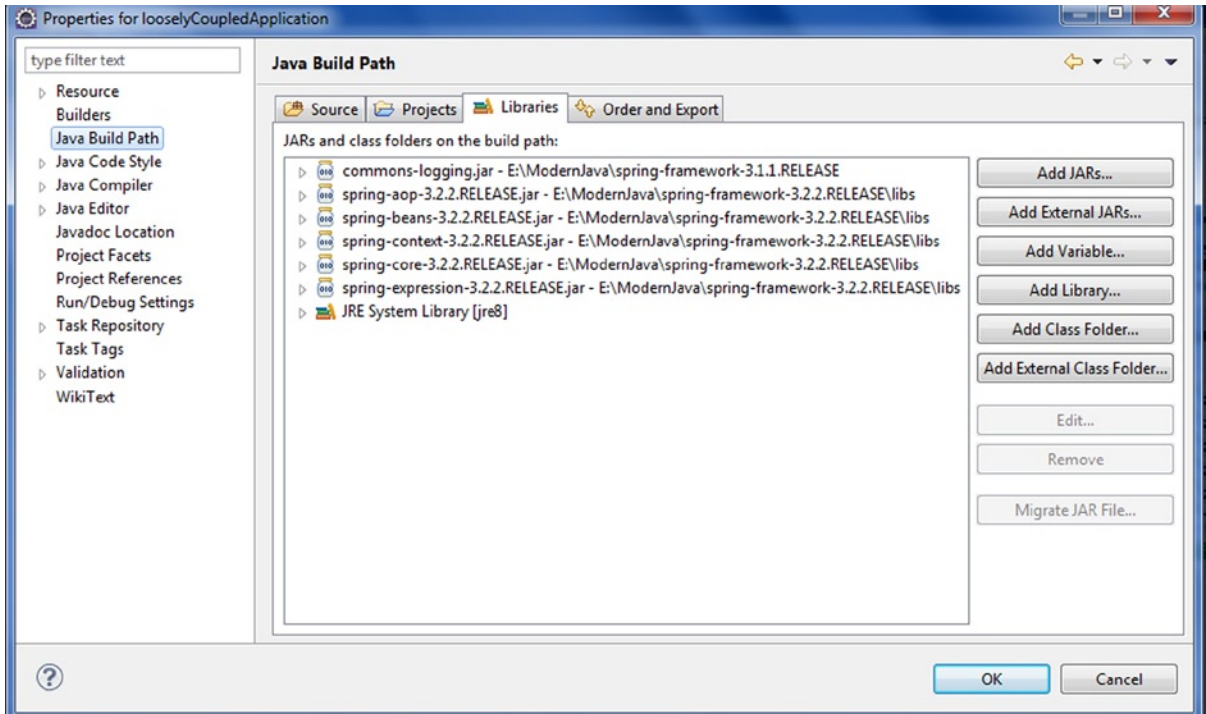 Properties for looselyCoupledApplication
type filter text
Resource
Builders
Java Build Path
Java Code Style
Java Compiler
Java Editor
Javadoc Location
Project Facets
Project References
Run/Debug Settings
Task Repository
Task Tags
Validation
WikiText
Java Build Path
Source Projects Libraries Order and Export
JARs and class folders on the build path:
commons-logging.jar - E:\ModernJava\spring-framework-3.1.1.RELEASE
spring-aop-3.2.2.RELEASE.jar - E:\ModernJava\spring-framework-3.2.2.RELEASE\libs
spring-beans-3.2.2.RELEASE.jar - E:\ModernJava\spring-framework-3.2.2.RELEASE\libs
spring-context-3.2.2.RELEASE.jar - E:\ModernJava\spring-framework-3.2.2.RELEASE\libs
spring-core-3.2.2.RELEASE.jar - E:\ModernJava\spring-framework-3.2.2.RELEASE\libs
spring-expression-3.2.2.RELEASE.jar - E:\ModernJava\spring-framework-3.2.2.RELEASE\libs
JRE System Library [jre8]
Add JARs...
Add External JARs...
Add Variable...
Add Library...
Add Class Folder...
Add External Class Folder...
Edit...
Remove
Migrate JAR File...
OK
Cancel